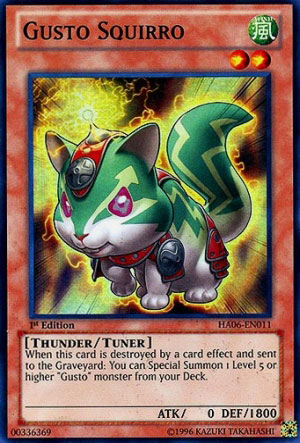 GUSTO SQUIRRO
風
1st Edition
HA06-EN011
[THUNDER/TUNER]
When this card is destroyed by a card effect and sent
to the Graveyard: You can Special Summon 1 Level 5 or
higher "Gusto" monster from your Deck.
ATK/ 0 DEF/1800
00336369
©1996 KAZUKI TAKAHASHI